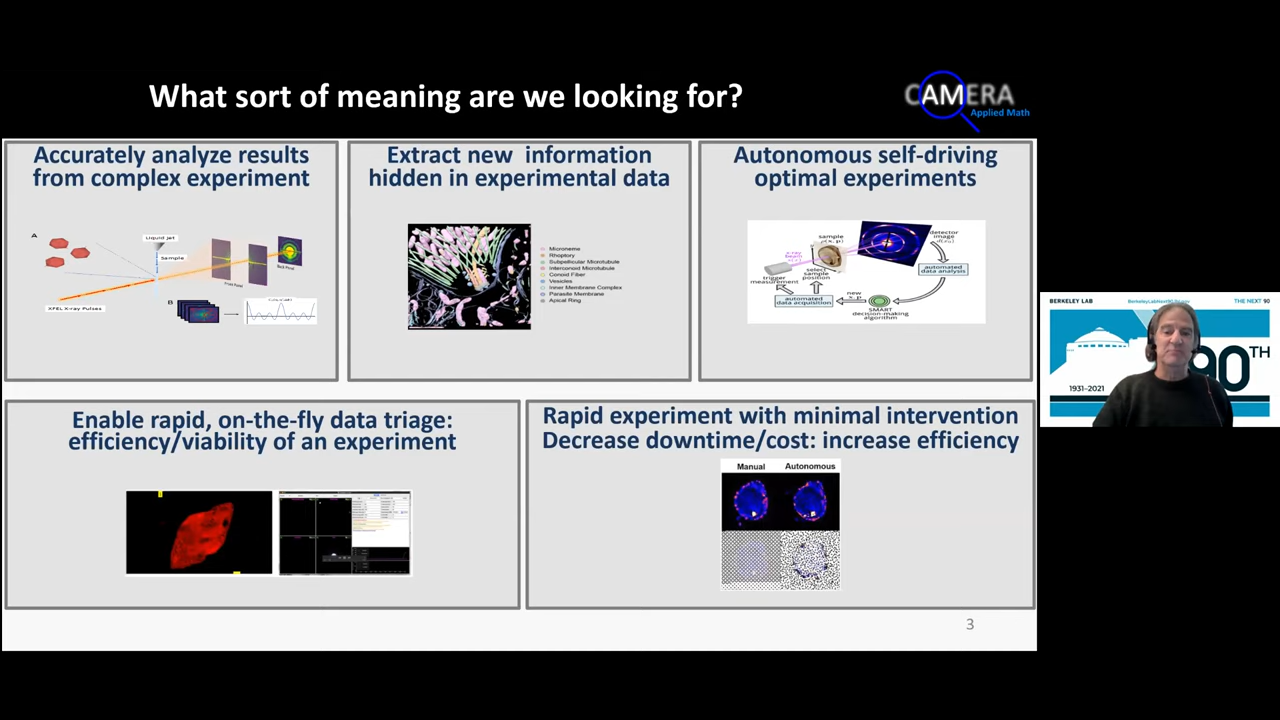 What sort of meaning are we looking for?
CAMERA
Applied Math
Accurately analyze results
from complex experiment
A
Liquid Jet
Sample
XFEL X-ray Pulses
B
Extract new information
hidden in experimental data
Microneme
Rhoptry
Subpellicular Microtubule
Interconoid Microtubule
Conoid Fiber
Vesicles
Inner Membrane Complex
Parasite Membrane
Apical Ring
Autonomous self-driving
optimal experiments
sample
detector
image
x-ray
beam
trigger
measurement
select
sample
position
automated
data analysis
automated
data acquisition
new
x, p
SMART
decision-making
algorithm
Enable rapid, on-the-fly data triage:
efficiency/viability of an experiment
Rapid experiment with minimal intervention
Decrease downtime/cost: increase efficiency
Manual Autonomous
3
BERKELEY LAB
THE NEXT 90
90TH
1931–2021